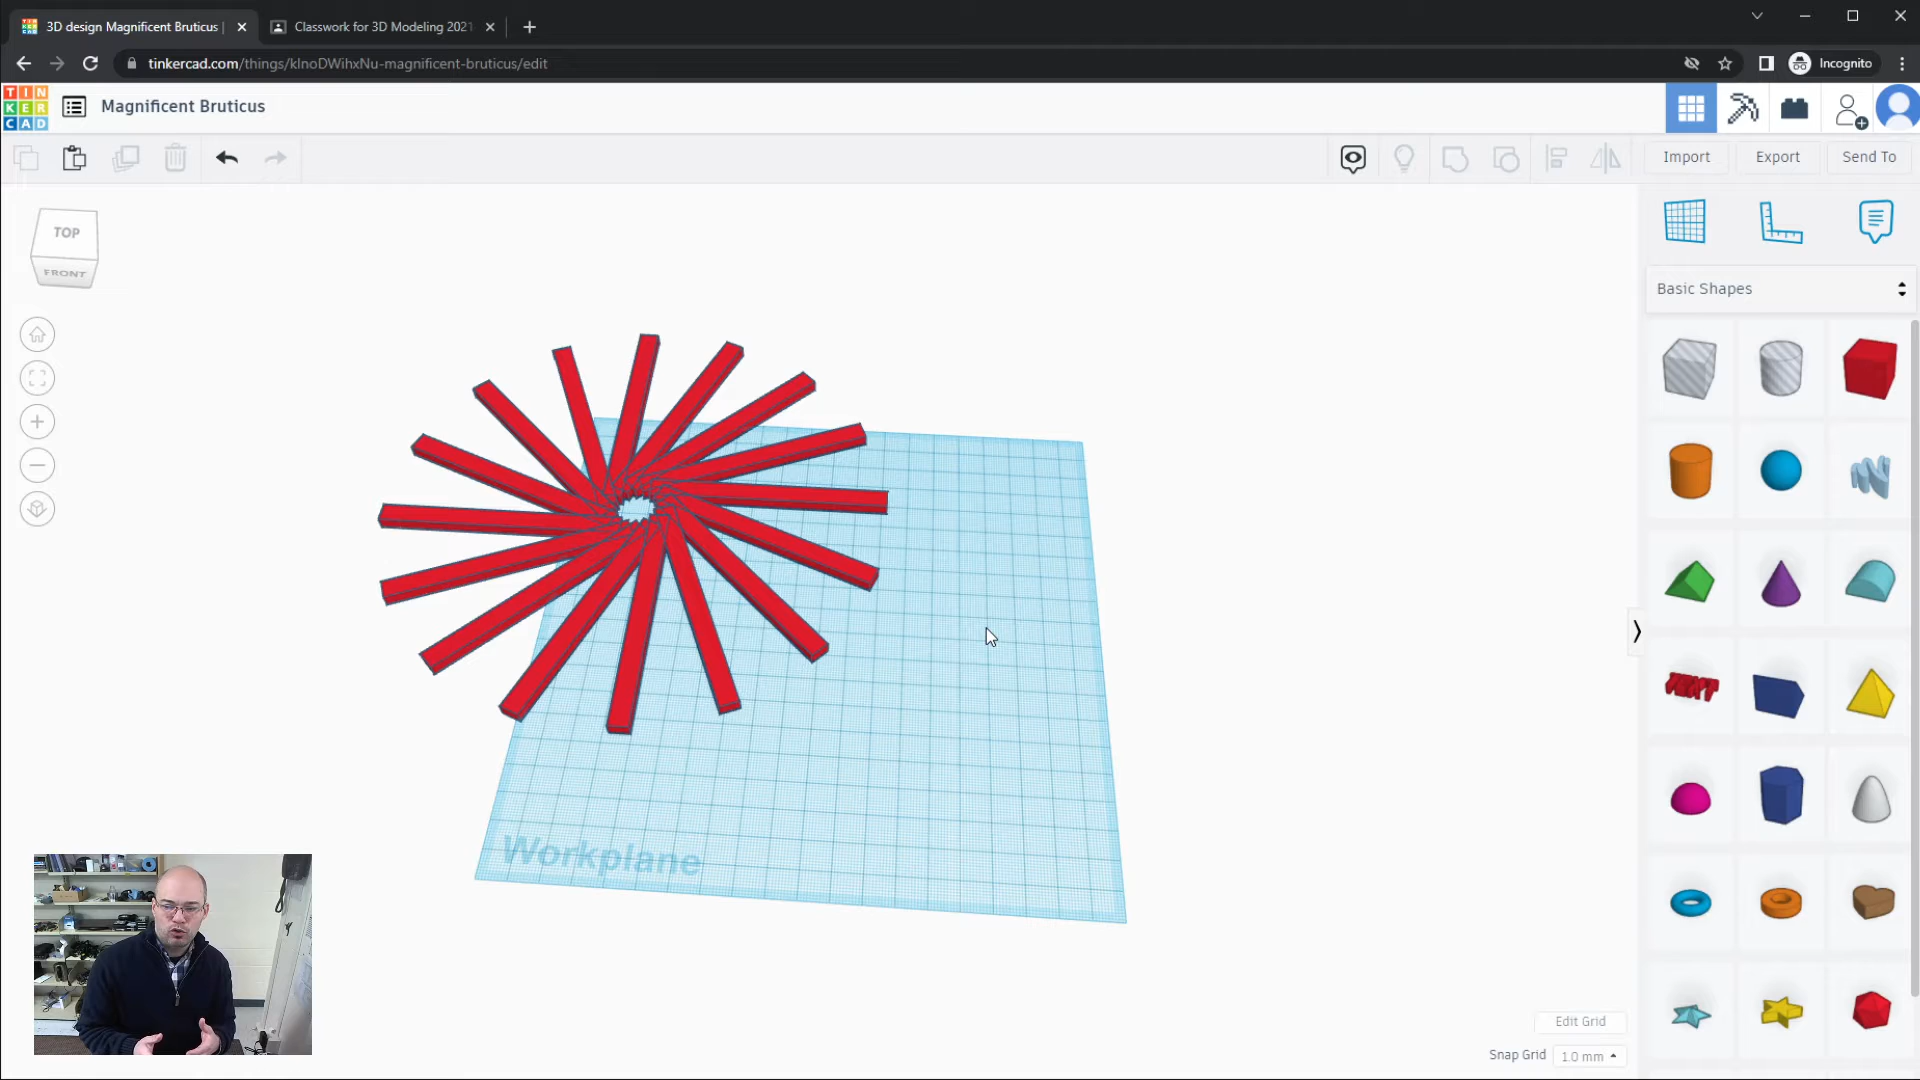 3D design Magnificent Bruticus |
Classwork for 3D Modeling 2021
tinkercad.com/things/klnoDWihxNu-magnificent-bruticus/edit
Incognito
TIN
KER
CAD
Magnificent Bruticus
Import
Export
Send To
TOP
FRONT
Basic Shapes
Workplane
Edit Grid
Snap Grid 1.0 mm